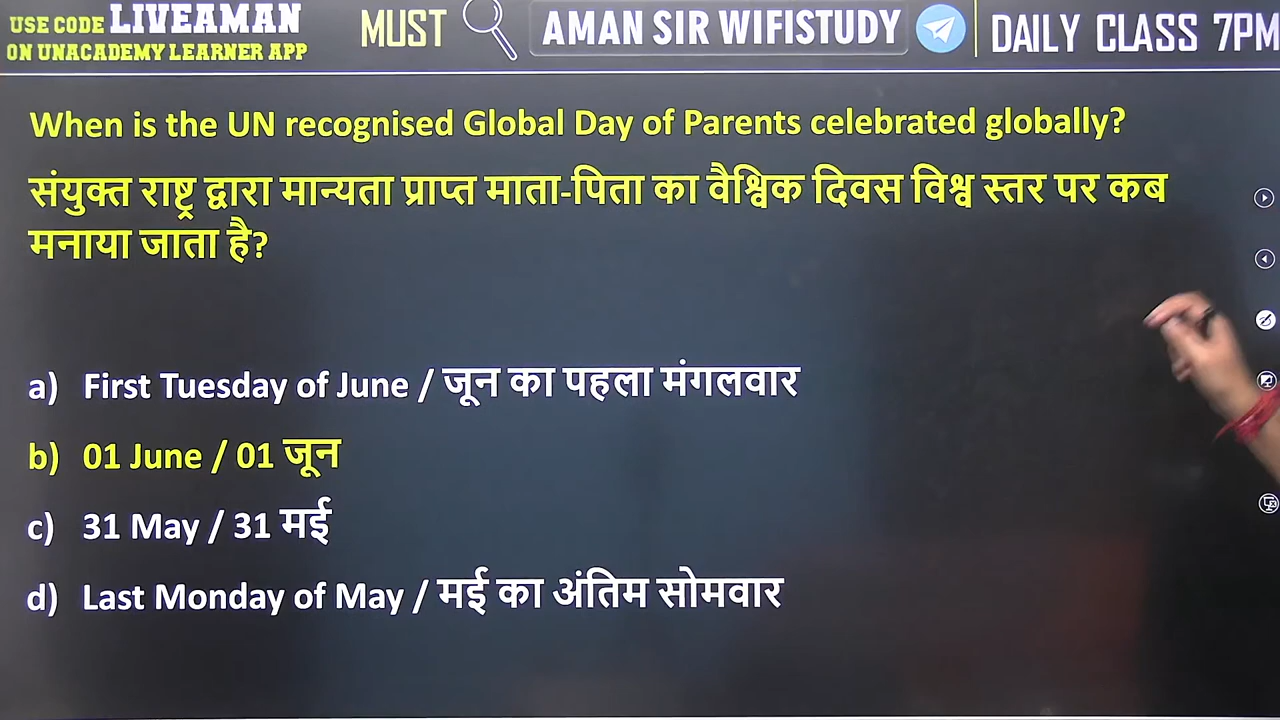 USE CODE LIVEAMAN
ON UNACADEMY LEARNER APP
MUST
AMAN SIR WIFISTUDY
DAILY CLASS 7PM
When is the UN recognised Global Day of Parents celebrated globally?
संयुक्त राष्ट्र द्वारा मान्यता प्राप्त माता-पिता का वैश्विक दिवस विश्व स्तर पर कब
मनाया जाता है?
a) First Tuesday of June / जून का पहला मंगलवार
b) 01 June / 01 जून
c) 31 May / 31 मई
d) Last Monday of May / मई का अंतिम सोमवार